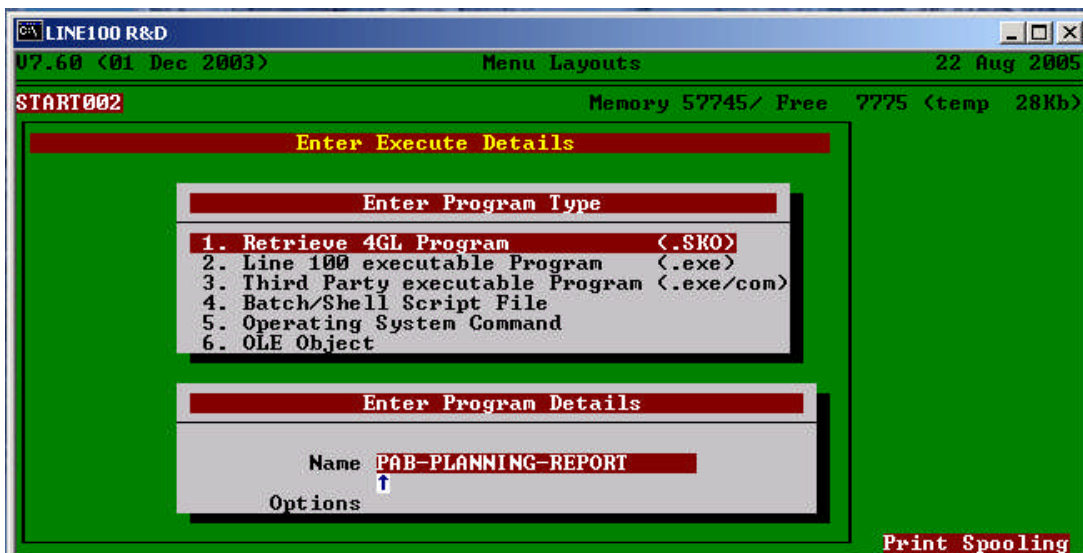 LINE100 R&D
V7.60 (01 Dec 2003) Menu Layouts 22 Aug 2005
START002 Memory 57745/ Free 7775 (temp 28Kb)
Enter Execute Details
Enter Program Type
1. Retrieve 4GL Program (.SKO)
2. Line 100 executable Program (.exe)
3. Third Party executable Program (.exe/com)
4. Batch/Shell Script File
5. Operating System Command
6. OLE Object
Enter Program Details
Name PAB-PLANNING-REPORT
Options
Print Spooling